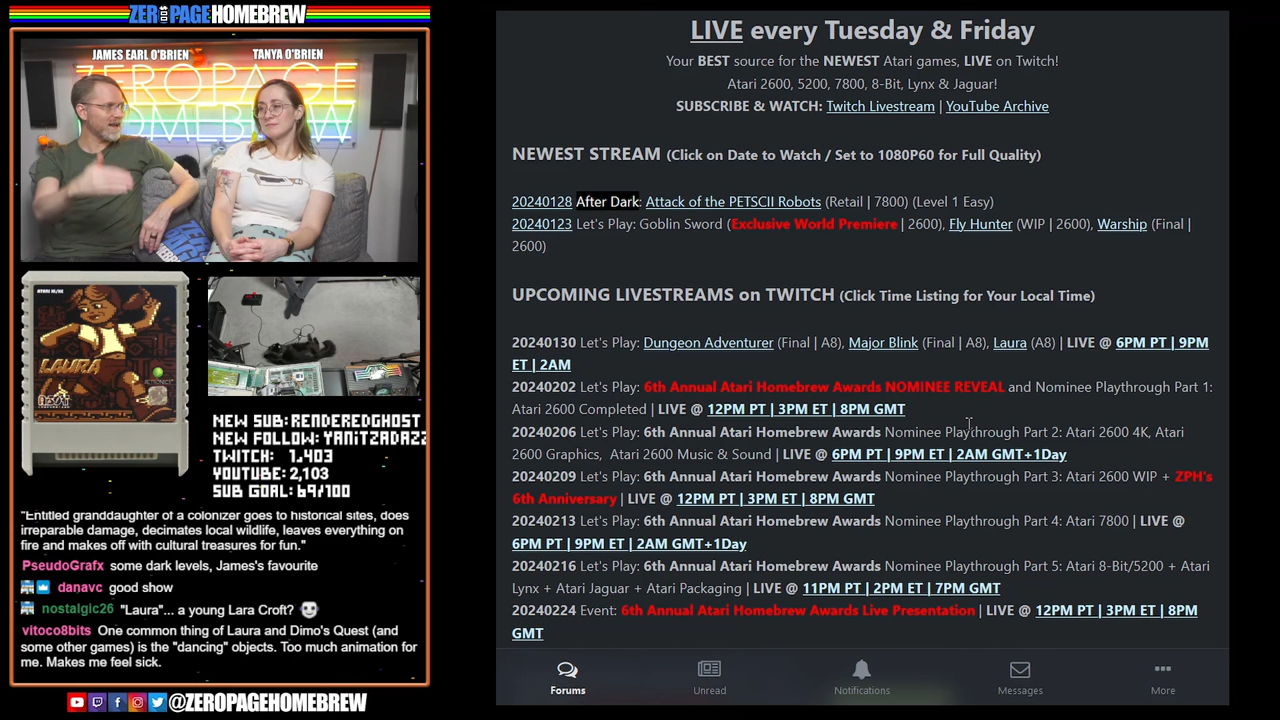 ZEROPAGEHOMEBREW
JAMES EARL O'BRIEN
TANYA O'BRIEN
ZEROPAGE
HOMEBREW
ATARI XL/XE
LAURA
NEW SUB:RENDEREDGHOST
NEW FOLLOW:YANITZADAZZ
TWITCH: 1,403
YOUTUBE: 2,103
SUB GOAL: 69/100
"Entitled granddaughter of a colonizer goes to historical sites, does
irreparable damage, decimates local wildlife, leaves everything on
fire and makes off with cultural treasures for fun."
PseudoGrafx some dark levels, James's favourite
danavc good show
nostalgic26 "Laura"... a young Lara Croft?
vitoco8bits One common thing of Laura and Dimo's Quest (and
some other games) is the "dancing" objects. Too much animation for
me. Makes me feel sick.
@ZEROPAGEHOMEBREW
LIVE every Tuesday & Friday
Your BEST source for the NEWEST Atari games, LIVE on Twitch!
Atari 2600, 5200, 7800, 8-Bit, Lynx & Jaguar!
SUBSCRIBE & WATCH: Twitch Livestream | YouTube Archive
NEWEST STREAM (Click on Date to Watch / Set to 1080P60 for Full Quality)
20240128 After Dark: Attack of the PETSCII Robots (Retail | 7800) (Level 1 Easy)
20240123 Let's Play: Goblin Sword (Exclusive World Premiere | 2600), Fly Hunter (WIP | 2600), Warship (Final |
2600)
UPCOMING LIVESTREAMS on TWITCH (Click Time Listing for Your Local Time)
20240130 Let's Play: Dungeon Adventurer (Final | A8), Major Blink (Final | A8), Laura (A8) | LIVE @ 6PM PT | 9PM
ET | 2AM
20240202 Let's Play: 6th Annual Atari Homebrew Awards NOMINEE REVEAL and Nominee Playthrough Part 1:
Atari 2600 Completed | LIVE @ 12PM PT | 3PM ET | 8PM GMT
20240206 Let's Play: 6th Annual Atari Homebrew Awards Nominee Playthrough Part 2: Atari 2600 4K, Atari
2600 Graphics, Atari 2600 Music & Sound | LIVE @ 6PM PT | 9PM ET | 2AM GMT+1Day
20240209 Let's Play: 6th Annual Atari Homebrew Awards Nominee Playthrough Part 3: Atari 2600 WIP + ZPH's
6th Anniversary | LIVE @ 12PM PT | 3PM ET | 8PM GMT
20240213 Let's Play: 6th Annual Atari Homebrew Awards Nominee Playthrough Part 4: Atari 7800 | LIVE @
6PM PT | 9PM ET | 2AM GMT+1Day
20240216 Let's Play: 6th Annual Atari Homebrew Awards Nominee Playthrough Part 5: Atari 8-Bit/5200 + Atari
Lynx + Atari Jaguar + Atari Packaging | LIVE @ 11PM PT | 2PM ET | 7PM GMT
20240224 Event: 6th Annual Atari Homebrew Awards Live Presentation | LIVE @ 12PM PT | 3PM ET | 8PM
GMT
Forums
Unread
Notifications
Messages
More